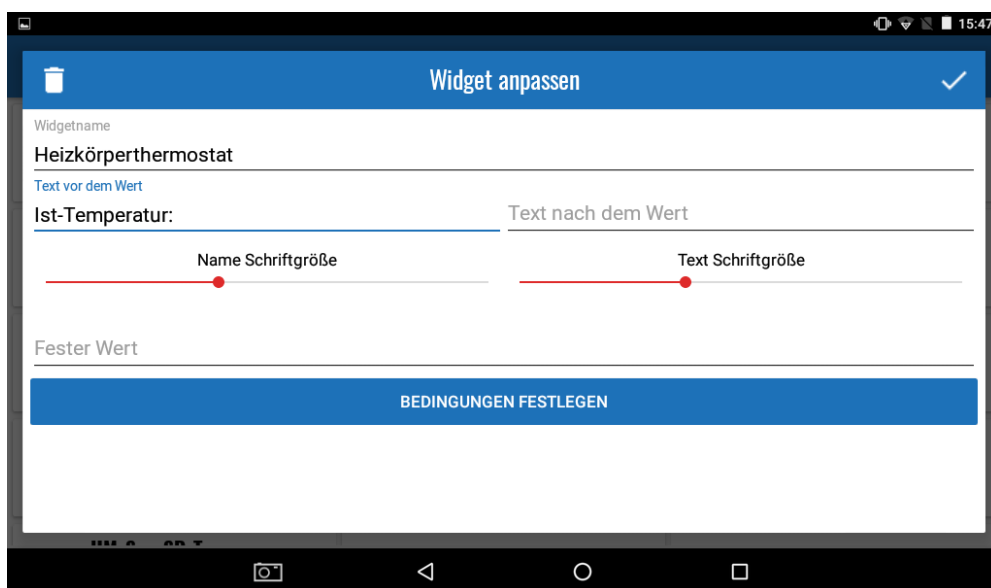 15:47
Widget anpassen
Widgetname
Heizkörperthermostat
Text vor dem Wert
Ist-Temperatur:
Text nach dem Wert
Name Schriftgröße
Text Schriftgröße
Fester Wert
BEDINGUNGEN FESTLEGEN